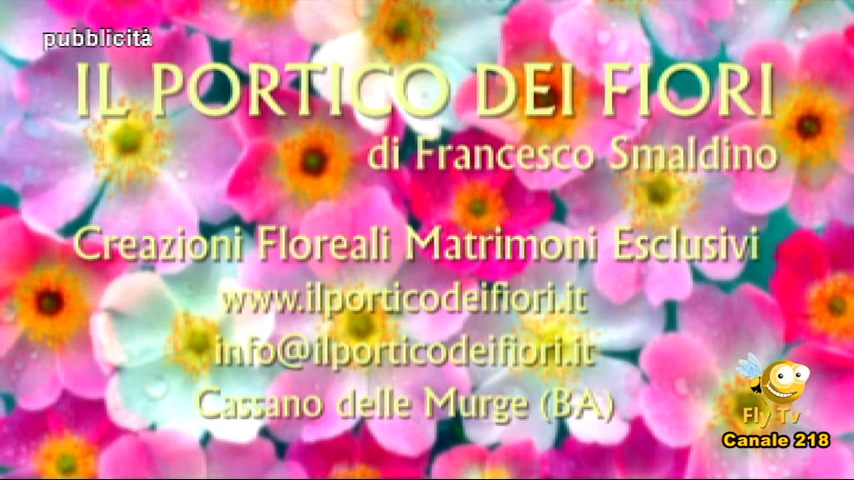 pubblicità
IL PORTICO DEI FIORI
di Francesco Smaldino
Creazioni Floreali Matrimoni Esclusivi
www.ilporticodeifiori.it
info@ilporticodeifiori.it
Cassano delle Murge (BA)
Fly Tv
Canale 218